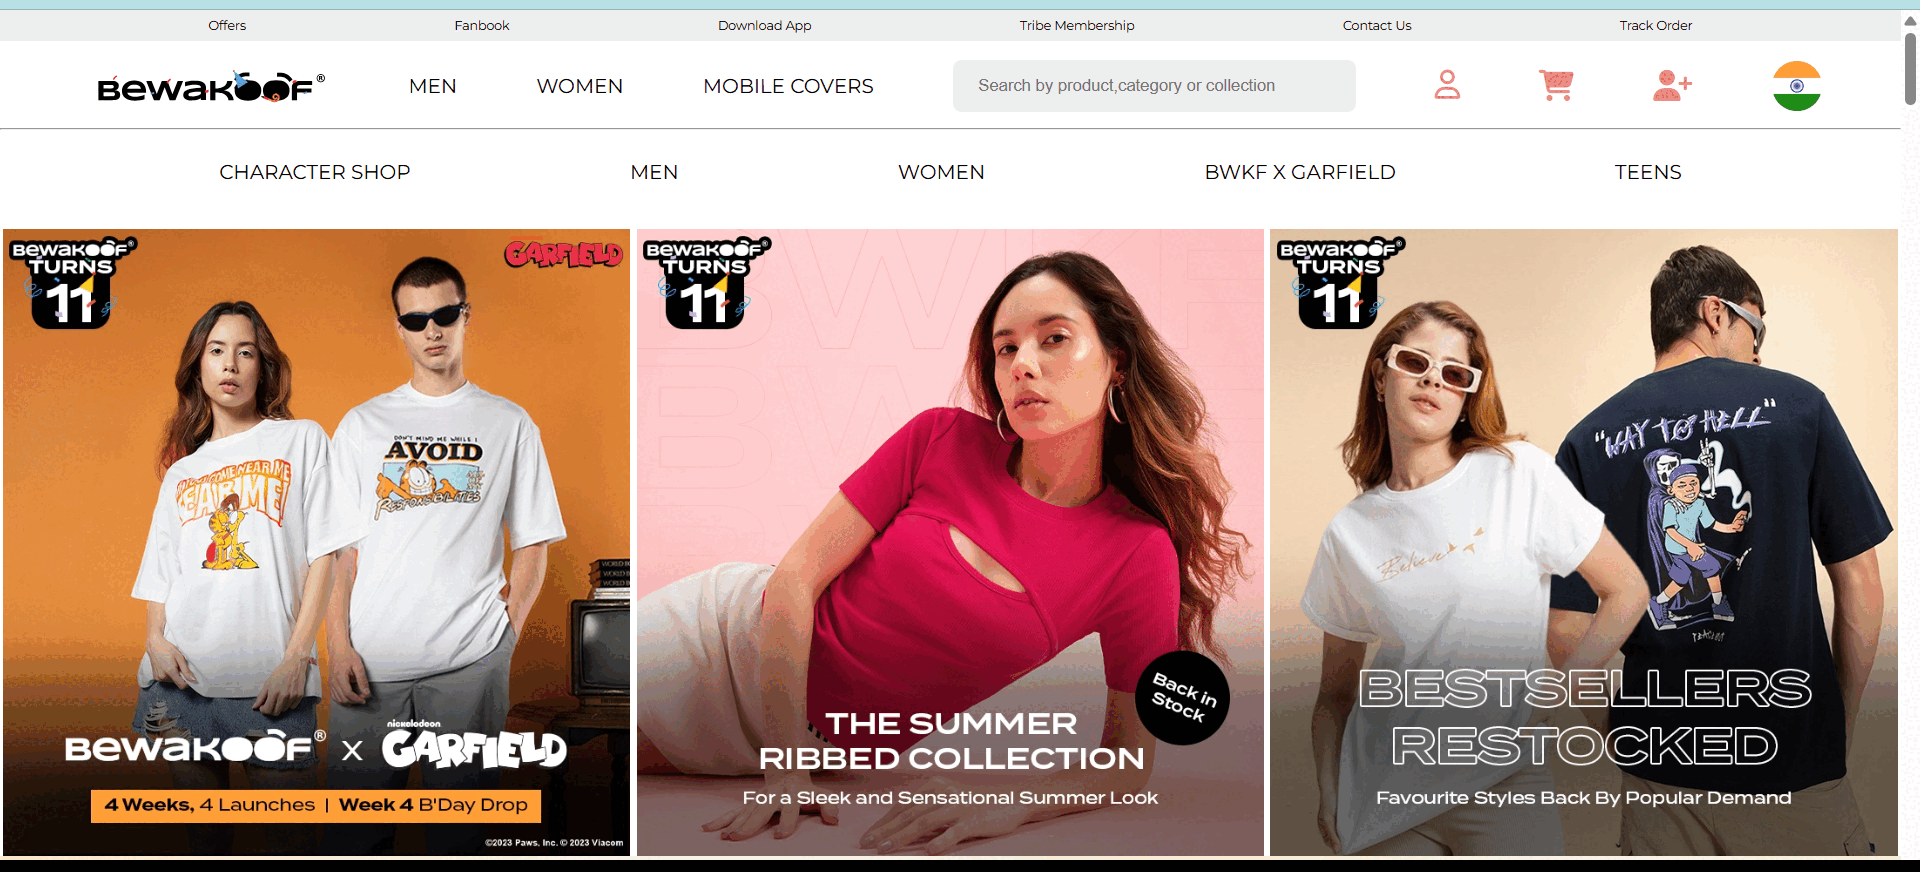 Offers Fanbook Download App Tribe Membership Contact Us Track Order
BEWAKOOF® MEN WOMEN MOBILE COVERS Search by product,category or collection
CHARACTER SHOP MEN WOMEN BWKF X GARFIELD TEENS
BEWAKOOF®
TURNS
11
GARFIELD
DON'T MIND ME WHILE I
AVOID
RESPONSIBILITIES
nickelodeon
BEWAKOOF® X GARFIELD
4 Weeks, 4 Launches | Week 4 B'Day Drop
©2023 Paws, Inc. © 2023 Viacom
BEWAKOOF®
TURNS
11
Back in
Stock
THE SUMMER
RIBBED COLLECTION
For a Sleek and Sensational Summer Look
BEWAKOOF®
TURNS
11
"WAY TO HELL"
Believe
BESTSELLERS
RESTOCKED
Favourite Styles Back By Popular Demand